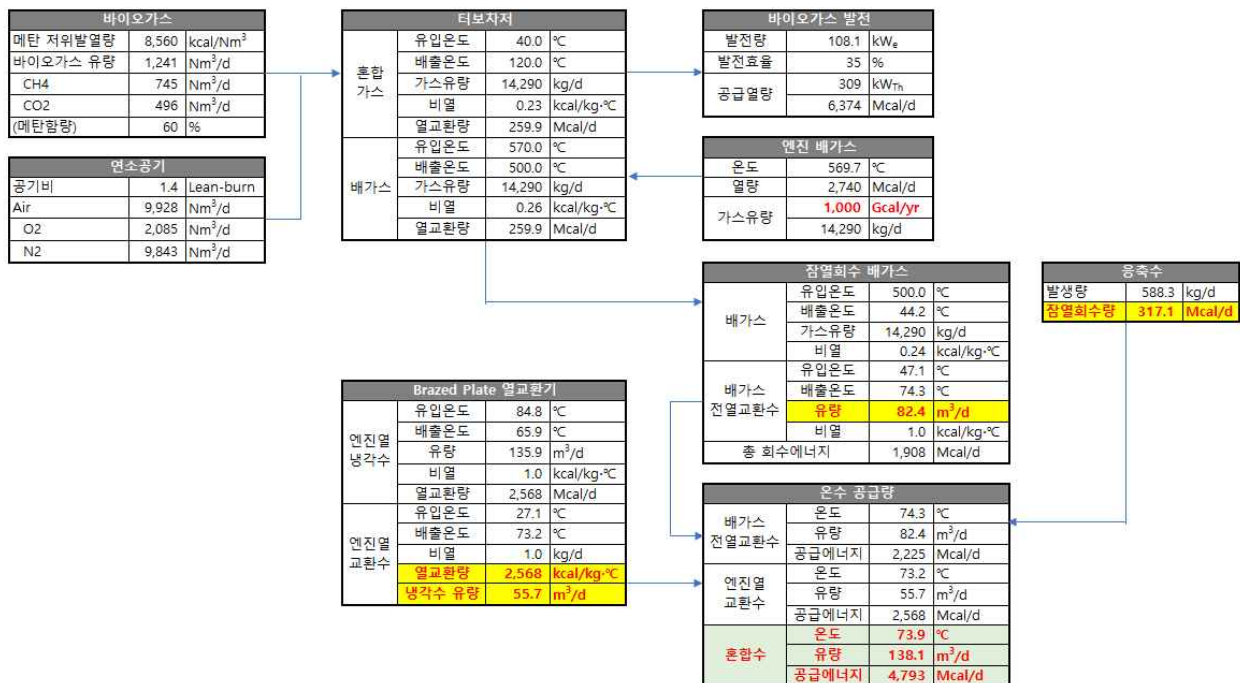 바이오가스
메탄 저위발열량 8,560 kcal/Nm³
바이오가스 유량 1,241 Nm³/d
CH4 745 Nm³/d
CO2 496 Nm³/d
(메탄함량) 60 %
연소공기
공기비 1.4 Lean-burn
Air 9,928 Nm³/d
O2 2,085 Nm³/d
N2 9,843 Nm³/d
터보차저
혼합 가스
유입온도 40.0 ℃
배출온도 120.0 ℃
가스유량 14,290 kg/d
비열 0.23 kcal/kg·℃
열교환량 259.9 Mcal/d
배가스
유입온도 570.0 ℃
배출온도 500.0 ℃
가스유량 14,290 kg/d
비열 0.26 kcal/kg·℃
열교환량 259.9 Mcal/d
바이오가스 발전
발전량 108.1 kWe
발전효율 35 %
공급열량 309 kWTh
6,374 Mcal/d
엔진 배가스
온도 569.7 ℃
열량 2,740 Mcal/d
가스유량 1,000 Gcal/yr
14,290 kg/d
잠열회수 배가스
배가스
유입온도 500.0 ℃
배출온도 44.2 ℃
가스유량 14,290 kg/d
비열 0.24 kcal/kg·℃
배가스 전열교환수
유입온도 47.1 ℃
배출온도 74.3 ℃
유량 82.4 m³/d
비열 1.0 kcal/kg·℃
총 회수에너지 1,908 Mcal/d
응축수
발생량 588.3 kg/d
잠열회수량 317.1 Mcal/d
Brazed Plate 열교환기
엔진열 냉각수
유입온도 84.8 ℃
배출온도 65.9 ℃
유량 135.9 m³/d
비열 1.0 kcal/kg·℃
열교환량 2,568 Mcal/d
엔진열 교환수
유입온도 27.1 ℃
배출온도 73.2 ℃
비열 1.0 kg/d
열교환량 2,568 kcal/kg·℃
냉각수 유량 55.7 m³/d
온수 공급량
배가스 전열교환수
온도 74.3 ℃
유량 82.4 m³/d
공급에너지 2,225 Mcal/d
엔진열 교환수
온도 73.2 ℃
유량 55.7 m³/d
공급에너지 2,568 Mcal/d
혼합수
온도 73.9 ℃
유량 138.1 m³/d
공급에너지 4,793 Mcal/d